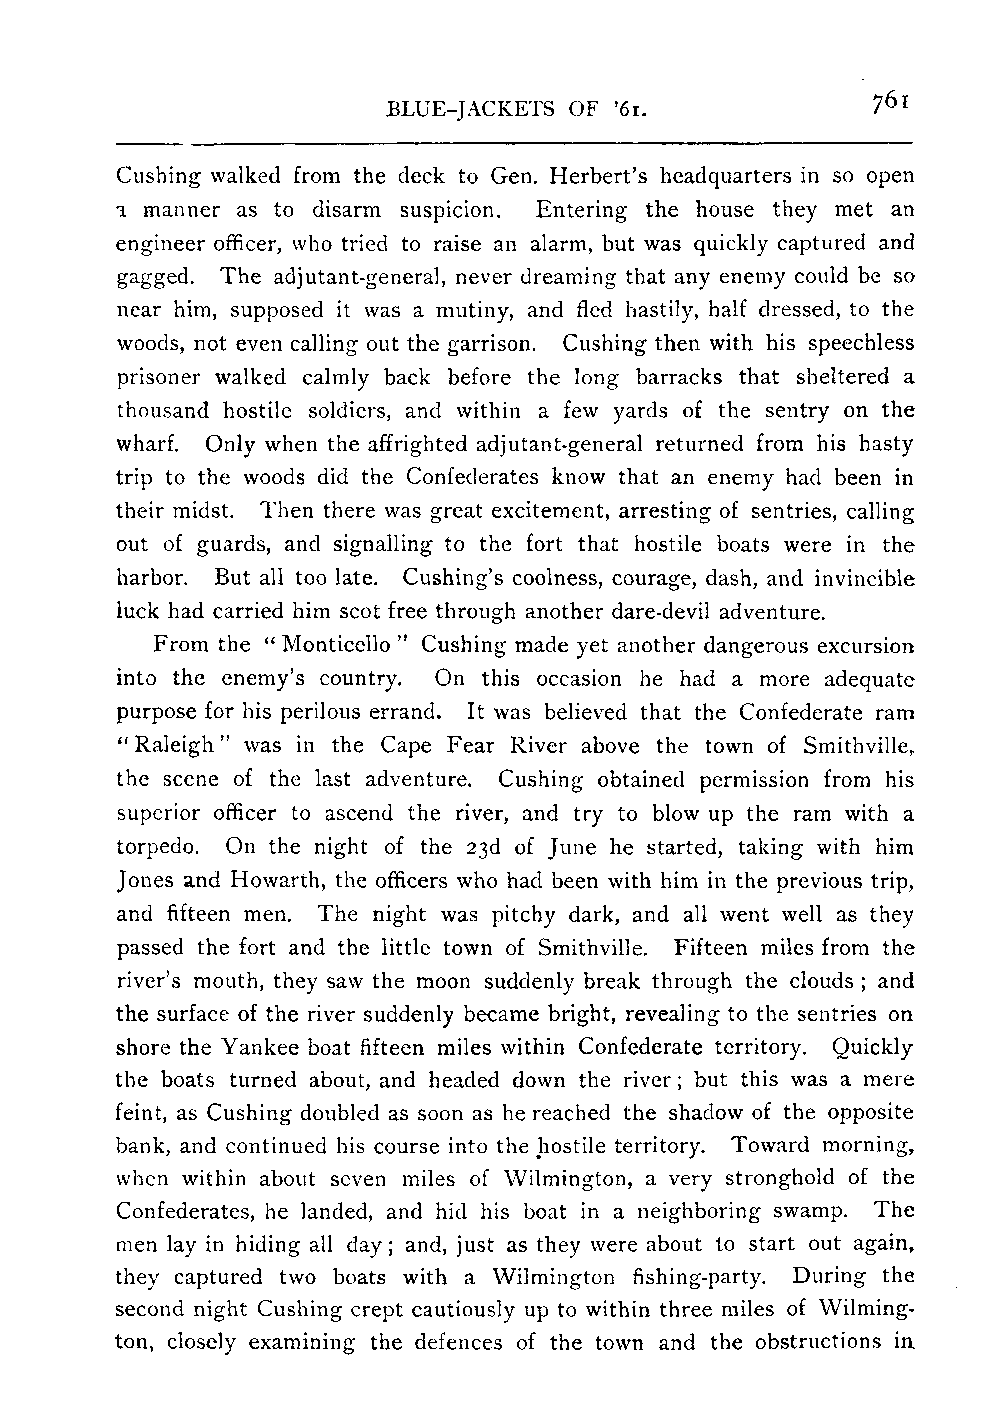 BLUE-JACKETS OF '61. 761
Cushing walked from the deck to Gen. Herbert's headquarters in so open
a manner as to disarm suspicion. Entering the house they met an
engineer officer, who tried to raise an alarm, but was quickly captured and
gagged. The adjutant-general, never dreaming that any enemy could be so
near him, supposed it was a mutiny, and fled hastily, half dressed, to the
woods, not even calling out the garrison. Cushing then with his speechless
prisoner walked calmly back before the long barracks that sheltered a
thousand hostile soldiers, and within a few yards of the sentry on the
wharf. Only when the affrighted adjutant-general returned from his hasty
trip to the woods did the Confederates know that an enemy had been in
their midst. Then there was great excitement, arresting of sentries, calling
out of guards, and signalling to the fort that hostile boats were in the
harbor. But all too late. Cushing's coolness, courage, dash, and invincible
luck had carried him scot free through another dare-devil adventure.
From the "Monticello" Cushing made yet another dangerous excursion
into the enemy's country. On this occasion he had a more adequate
purpose for his perilous errand. It was believed that the Confederate ram
"Raleigh" was in the Cape Fear River above the town of Smithville,
the scene of the last adventure. Cushing obtained permission from his
superior officer to ascend the river, and try to blow up the ram with a
torpedo. On the night of the 23d of June he started, taking with him
Jones and Howarth, the officers who had been with him in the previous trip,
and fifteen men. The night was pitchy dark, and all went well as they
passed the fort and the little town of Smithville. Fifteen miles from the
river's mouth, they saw the moon suddenly break through the clouds; and
the surface of the river suddenly became bright, revealing to the sentries on
shore the Yankee boat fifteen miles within Confederate territory. Quickly
the boats turned about, and headed down the river; but this was a mere
feint, as Cushing doubled as soon as he reached the shadow of the opposite
bank, and continued his course into the hostile territory. Toward morning,
when within about seven miles of Wilmington, a very stronghold of the
Confederates, he landed, and hid his boat in a neighboring swamp. The
men lay in hiding all day; and, just as they were about to start out again,
they captured two boats with a Wilmington fishing-party. During the
second night Cushing crept cautiously up to within three miles of Wilming-
ton, closely examining the defences of the town and the obstructions in